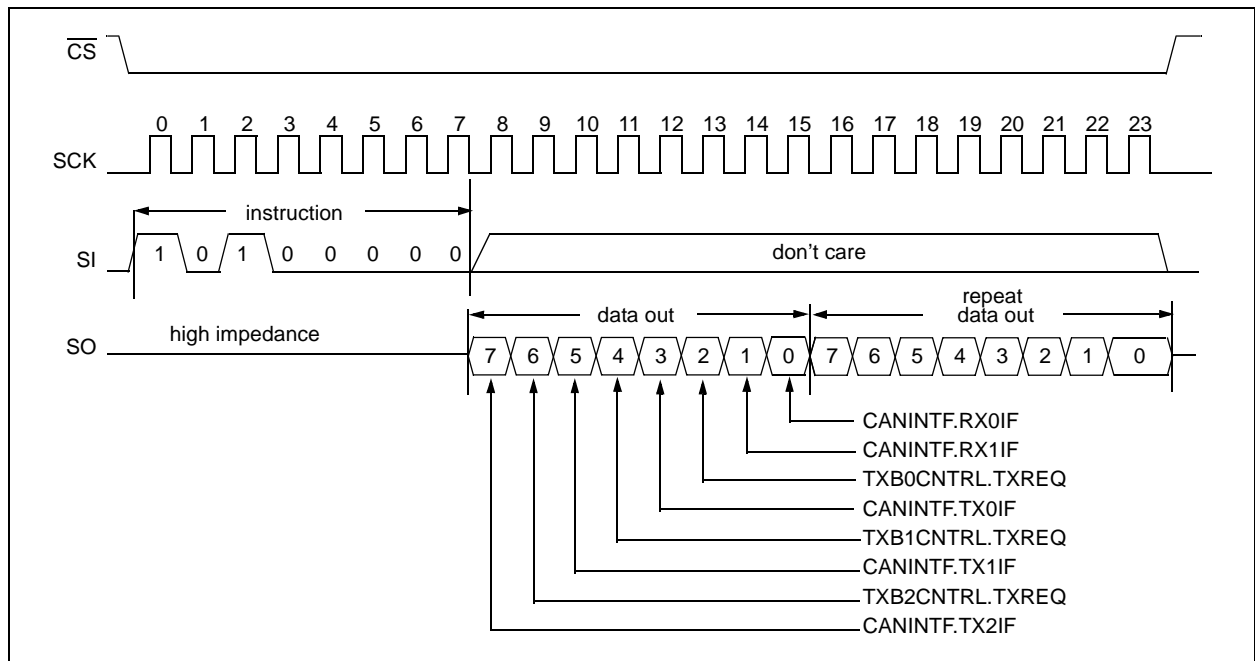 CS
0 1 2 3 4 5 6 7 8 9 10 11 12 13 14 15 16 17 18 19 20 21 22 23
SCK
instruction
SI 1 0 1 0 0 0 0 0 don't care
repeat
data out data out
high impedance
SO 7 6 5 4 3 2 1 0 7 6 5 4 3 2 1 0
CANINTF.RX0IF
CANINTF.RX1IF
TXB0CNTRL.TXREQ
CANINTF.TX0IF
TXB1CNTRL.TXREQ
CANINTF.TX1IF
TXB2CNTRL.TXREQ
CANINTF.TX2IF